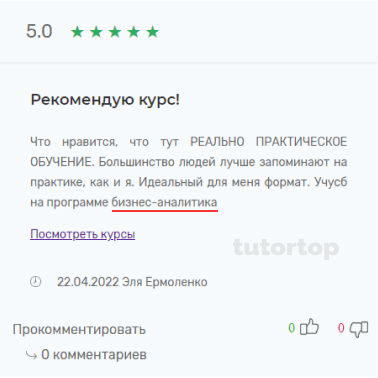 5.0
Рекомендую курс!
Что нравится, что тут РЕАЛЬНО ПРАКТИЧЕСКОЕ
ОБУЧЕНИЕ. Большинство людей лучше запоминают на
практике, как и я. Идеальный для меня формат. Учусб
на программе бизнес-аналитика
Посмотреть курсы
tutortop
22.04.2022 Эля Ермоленко
Прокомментировать
0
0
0 комментариев